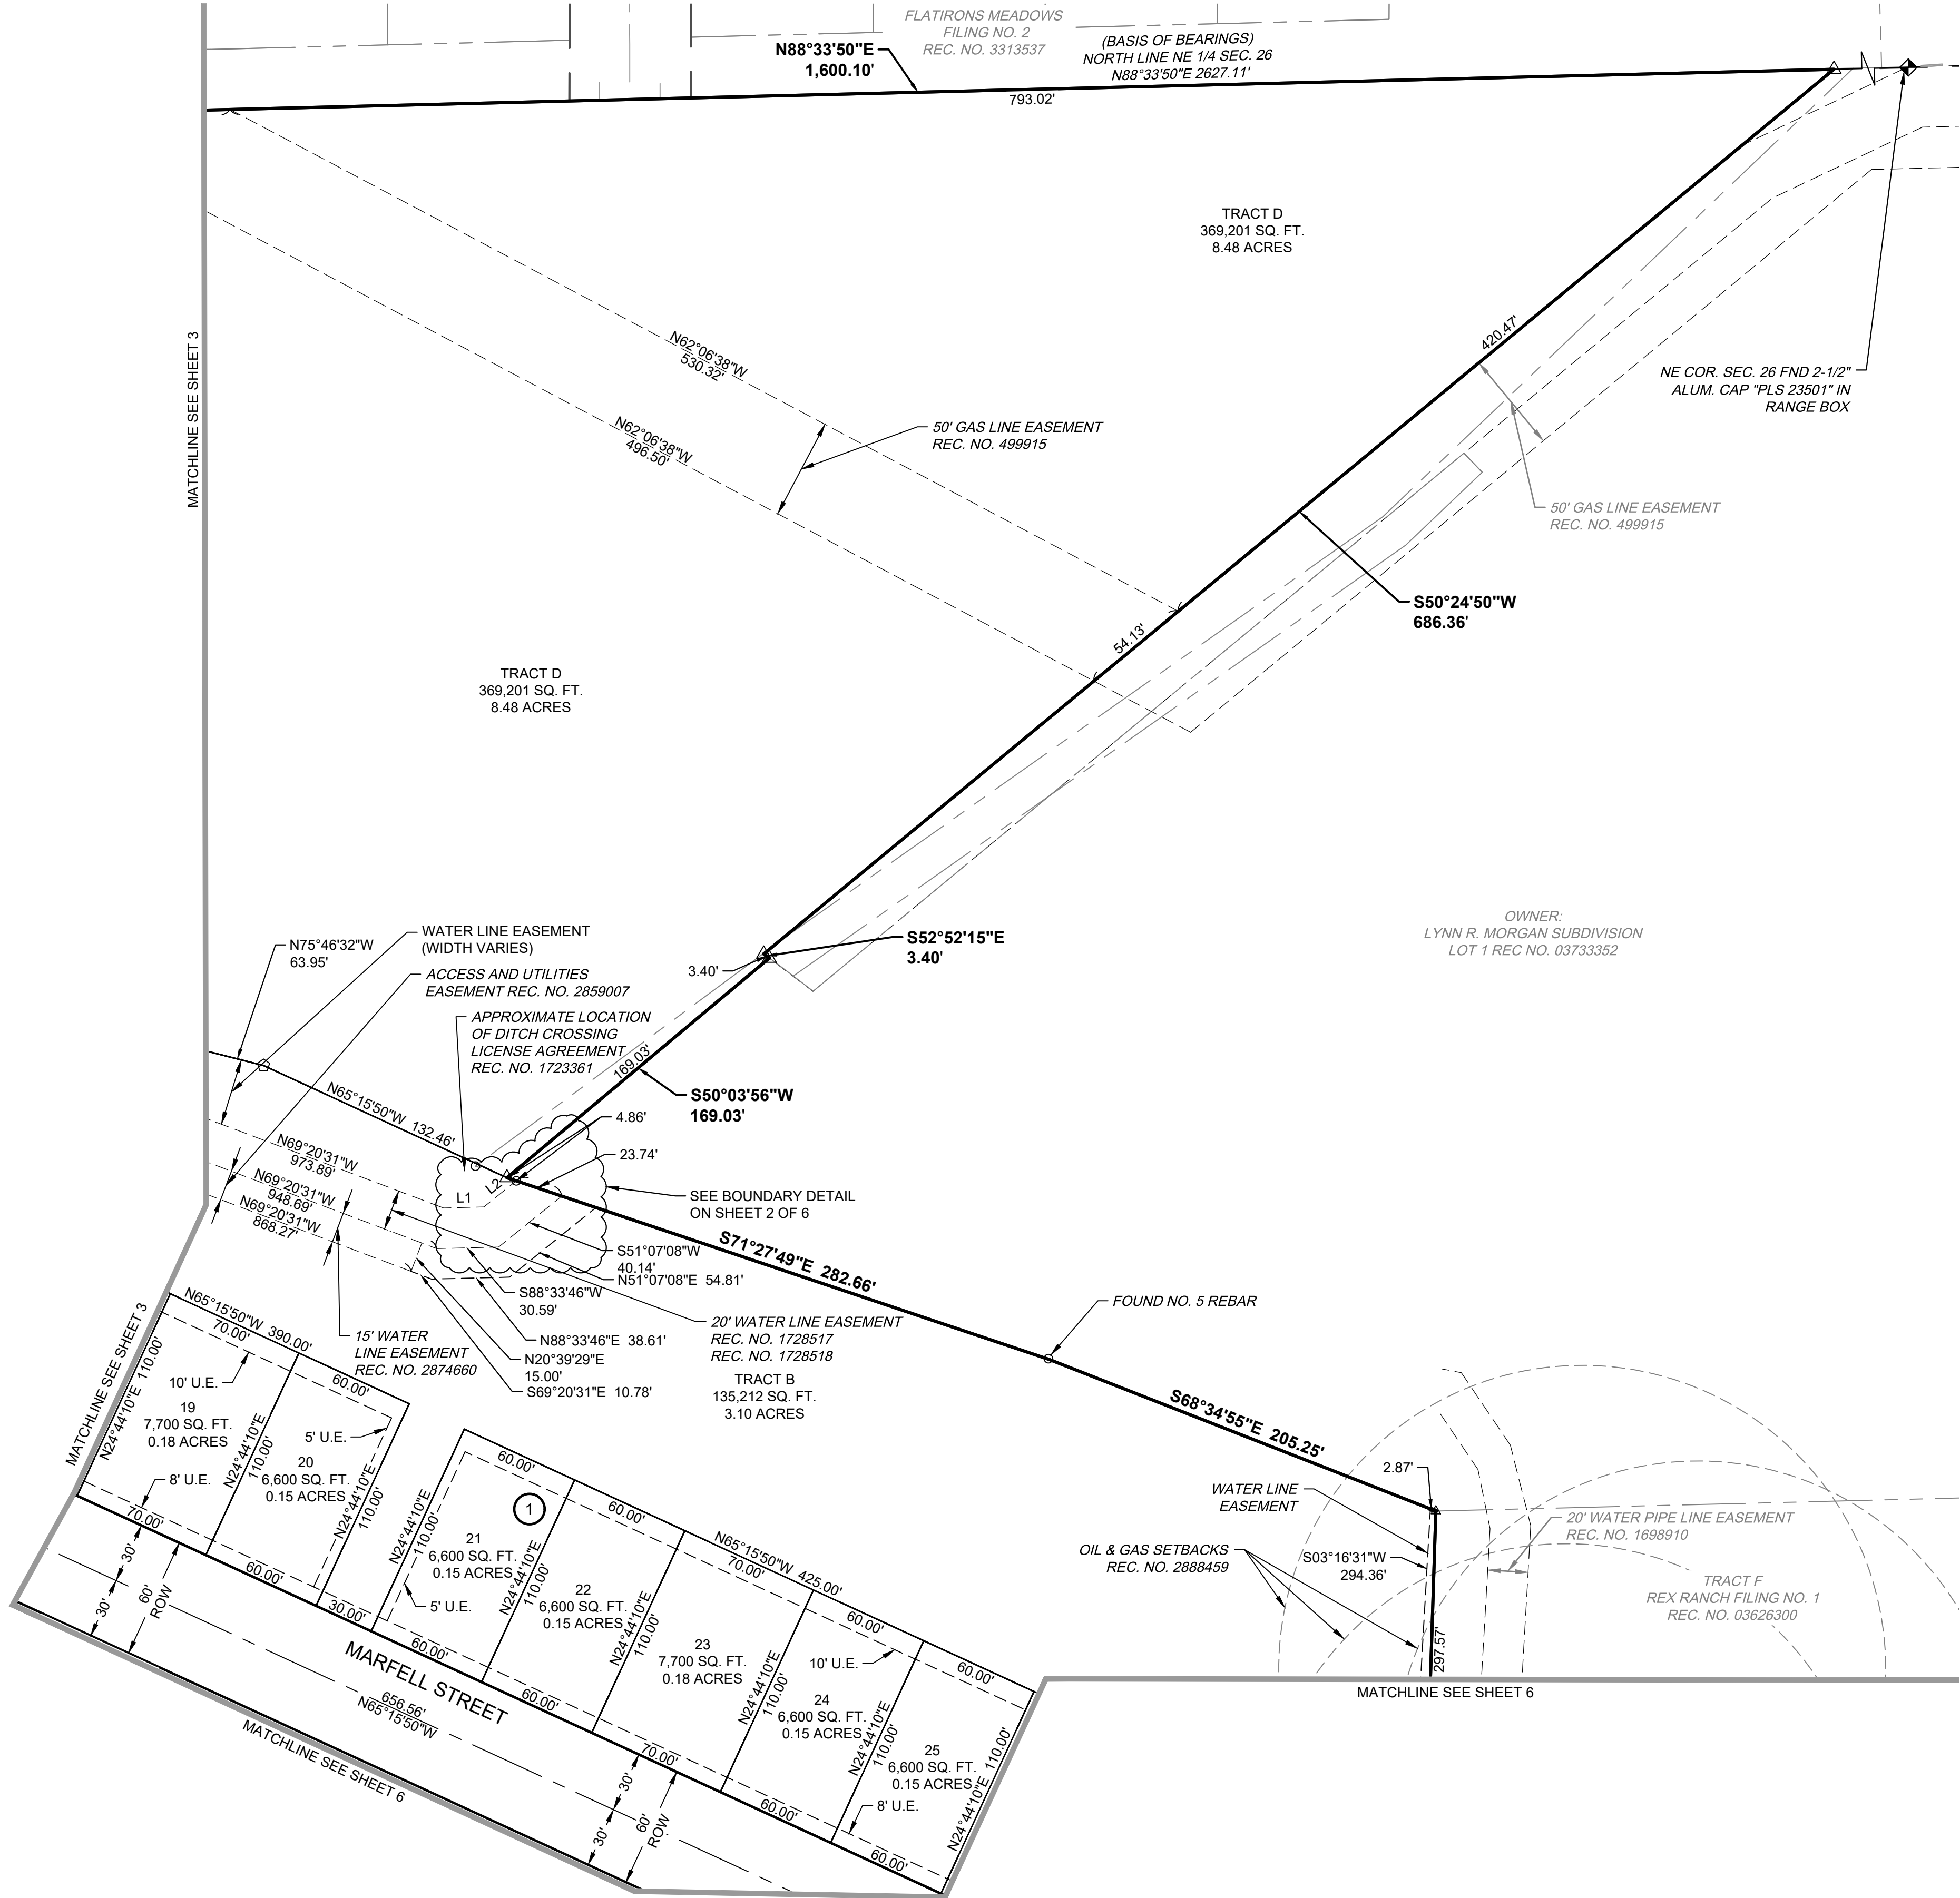 FLATIRONS MEADOWS
FILING NO. 2
REC. NO. 3313537
N88°33'50"E
1,600.10'
(BASIS OF BEARINGS)
NORTH LINE NE 1/4 SEC. 26
N88°33'50"E 2627.11'
793.02'
TRACT D
369,201 SQ. FT.
8.48 ACRES
MATCHLINE SEE SHEET 3
N62°06'38"W
530.32'
N62°06'38"W
496.50'
50' GAS LINE EASEMENT
REC. NO. 499915
420.47'
NE COR. SEC. 26 FND 2-1/2"
ALUM. CAP "PLS 23501" IN
RANGE BOX
50' GAS LINE EASEMENT
REC. NO. 499915
S50°24'50"W
686.36'
54.13'
TRACT D
369,201 SQ. FT.
8.48 ACRES
OWNER:
LYNN R. MORGAN SUBDIVISION
LOT 1 REC NO. 03733352
S52°52'15"E
3.40'
3.40'
N75°46'32"W
63.95'
WATER LINE EASEMENT
(WIDTH VARIES)
ACCESS AND UTILITIES
EASEMENT REC. NO. 2859007
APPROXIMATE LOCATION
OF DITCH CROSSING
LICENSE AGREEMENT
REC. NO. 1723361
169.03'
S50°03'56"W
169.03'
N65°15'50"W 132.46'
4.86'
23.74'
N69°20'31"W
973.89'
N69°20'31"W
948.69'
N69°20'31"W
868.27'
L1
L2
SEE BOUNDARY DETAIL
ON SHEET 2 OF 6
S71°27'49"E 282.66'
S51°07'08"W
40.14'
N51°07'08"E 54.81'
S88°33'46"W
30.59'
N88°33'46"E 38.61'
N20°39'29"E
15.00'
S69°20'31"E 10.78'
20' WATER LINE EASEMENT
REC. NO. 1728517
REC. NO. 1728518
15' WATER
LINE EASEMENT
REC. NO. 2874660
TRACT B
135,212 SQ. FT.
3.10 ACRES
FOUND NO. 5 REBAR
S68°34'55"E 205.25'
2.87'
WATER LINE
EASEMENT
OIL & GAS SETBACKS
REC. NO. 2888459
S03°16'31"W
294.36'
297.57'
20' WATER PIPE LINE EASEMENT
REC. NO. 1698910
TRACT F
REX RANCH FILING NO. 1
REC. NO. 03626300
MATCHLINE SEE SHEET 6
MATCHLINE SEE SHEET 3
N65°15'50"W 390.00'
70.00'
60.00'
N24°44'10"E 110.00'
10' U.E.
19
7,700 SQ. FT.
0.18 ACRES
8' U.E.
70.00'
N24°44'10"E
110.00'
5' U.E.
20
6,600 SQ. FT.
0.15 ACRES
N24°44'10"E
110.00'
60.00'
30.00'
N24°44'10"E
110.00'
60.00'
1
21
6,600 SQ. FT.
0.15 ACRES
5' U.E.
60.00'
N24°44'10"E
110.00'
60.00'
22
6,600 SQ. FT.
0.15 ACRES
60.00'
N24°44'10"E
110.00'
N65°15'50"W 425.00'
70.00'
23
7,700 SQ. FT.
0.18 ACRES
70.00'
N24°44'10"E
110.00'
60.00'
10' U.E.
24
6,600 SQ. FT.
0.15 ACRES
60.00'
N24°44'10"E
110.00'
60.00'
25
6,600 SQ. FT.
0.15 ACRES
8' U.E.
60.00'
N24°44'10"E 110.00'
30'
30'
60'
ROW
MARFELL STREET
656.56'
N65°15'50"W
30'
30'
60'
ROW
MATCHLINE SEE SHEET 6